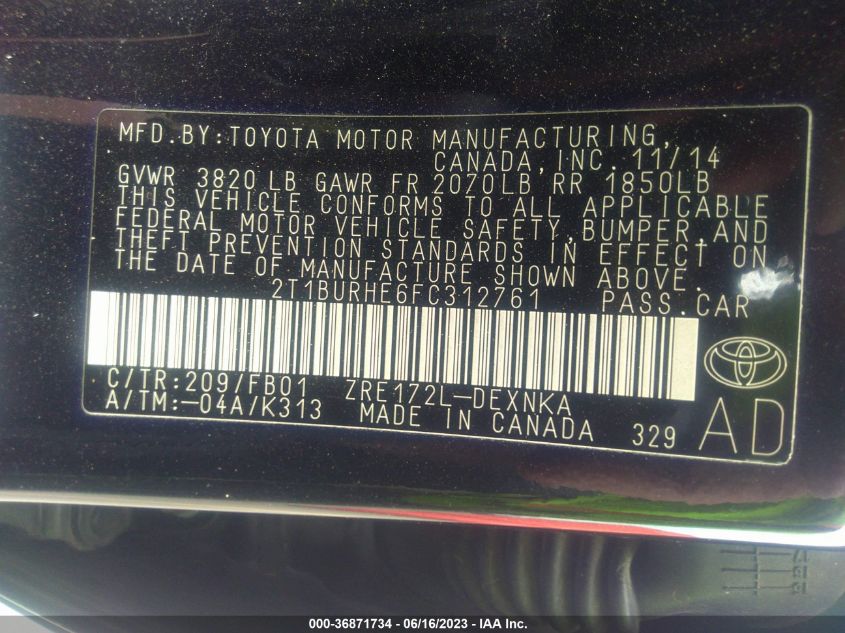 MFD.BY:TOYOTA MOTOR MANUFACTURING,
CANADA,INC. 11/14
GVWR 3820 LB GAWR FR 2070LB RR 1850LB
THIS VEHICLE CONFORMS TO ALL APPLICABLE
FEDERAL MOTOR VEHICLE SAFETY,BUMPER,AND
THEFT PREVENTION STANDARDS IN EFFECT ON
THE DATE OF MANUFACTURE SHOWN ABOVE.
2T1BURHE6FC312761 PASS.CAR
C/TR:209/FB01 ZRE172L-DEXNKA
A/TM:-04A/K313 MADE IN CANADA 329 AD
000-36871734 - 06/16/2023 - IAA Inc.